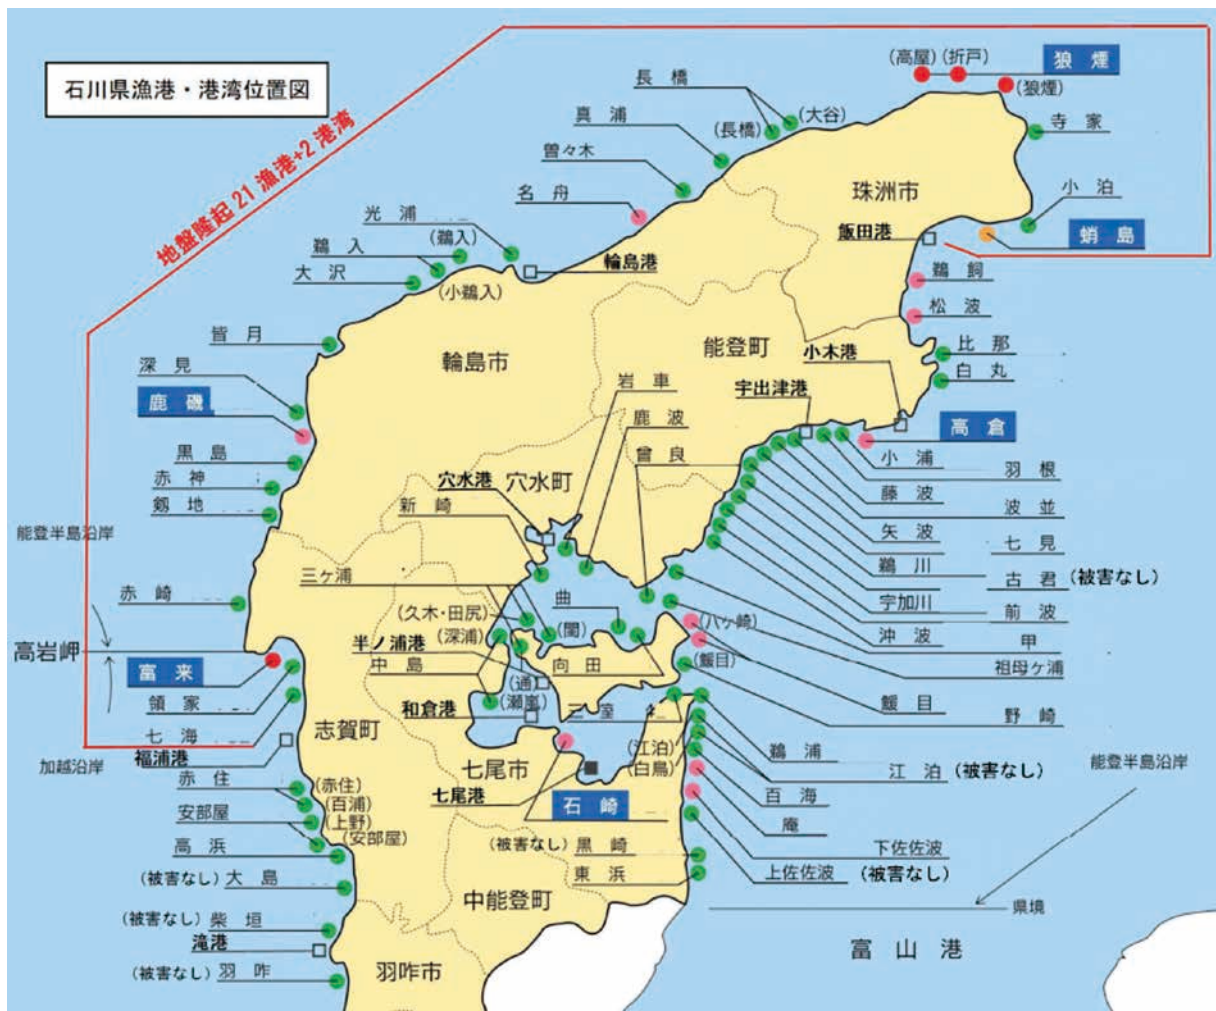 石川県漁港・港湾位置図
地盤隆起21漁港+2港湾
(高屋)
(折戸)
狼煙
(狼煙)
長橋
(大谷)
(長橋)
真浦
寺家
曽々木
小泊
名舟
珠洲市
蛸島
飯田港
光浦
鵜入
(鵜入)
輪島港
大沢
(小鵜入)
鵜飼
松波
皆月
深見
輪島市
能登町
小木港
比那
白丸
鹿磯
岩車
宇出津港
高倉
黒島
鹿波
小浦
羽根
赤神
穴水港
穴水町
曾良
藤波
波並
剱地
新崎
矢波
七見
能登半島沿岸
鵜川
古君
(被害なし)
三ケ浦
宇加川
前波
赤崎
(久木・田尻)
曲
沖波
甲
高岩岬
(深浦)
半ノ浦港
(閨)
(八ヶ崎)
祖母ヶ浦
富来
中島
向田
(鰀目)
鰀目
野崎
領家
(通)
(瀬嵐)
三室
七海
志賀町
和倉港
(江泊)
鵜浦
福浦港
加越沿岸
七尾市
(白鳥)
江泊
(被害なし)
能登半島沿岸
赤住
(赤住)
七尾港
石崎
百海
(百浦)
安部屋
(上野)
(安部屋)
庵
高浜
(被害なし)
黒崎
下佐佐波
(被害なし)
大島
東浜
上佐佐波
(被害なし)
中能登町
県境
(被害なし)
柴垣
滝港
富山港
(被害なし)
羽咋
羽咋市